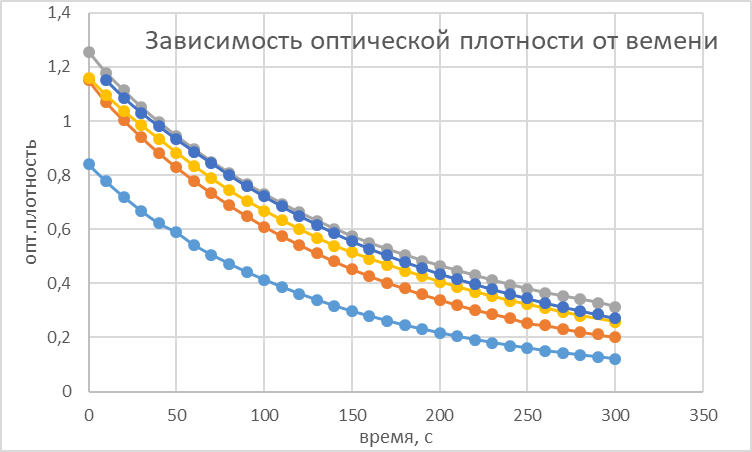 Зависимость оптической плотности от вемени
опт.плотность
1,4
1,2
1
0,8
0,6
0,4
0,2
0
0 50 100 150 200 250 300 350
время, с